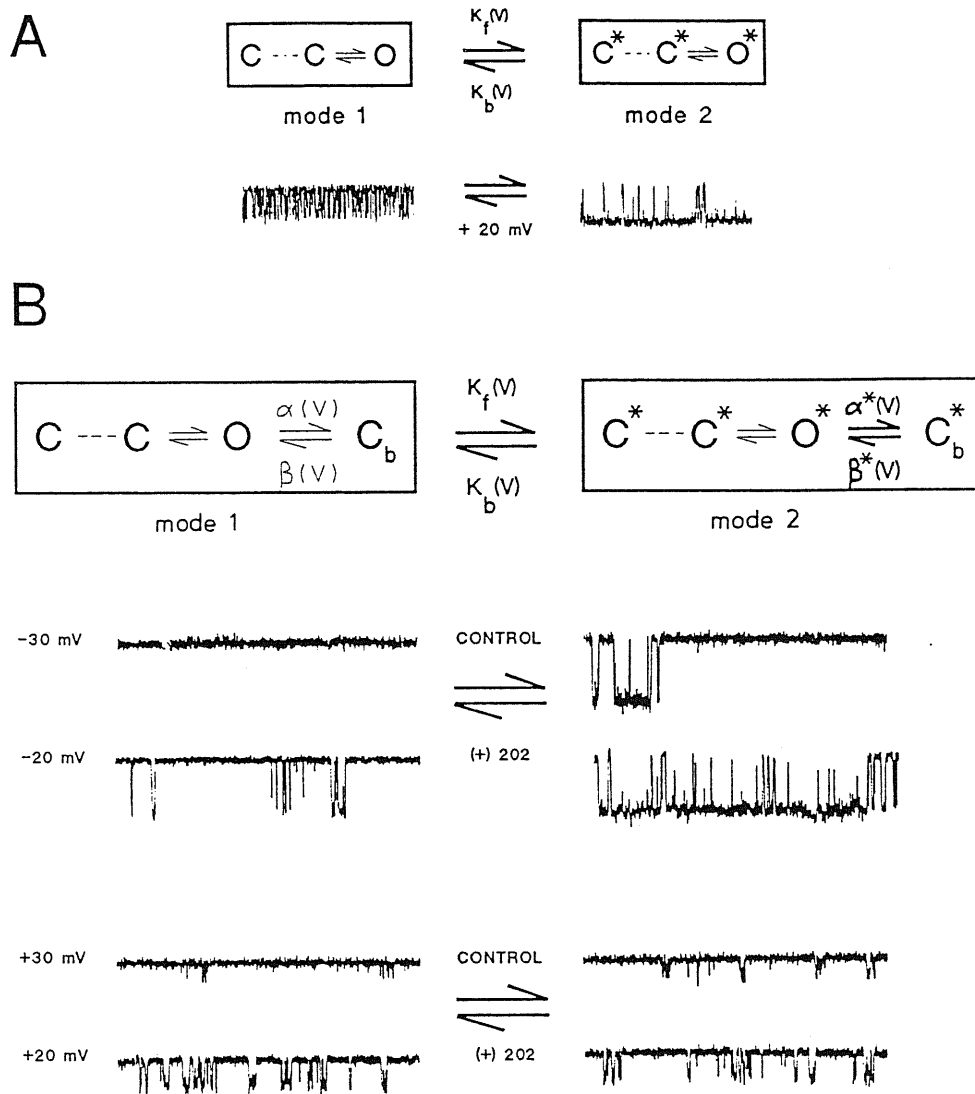 A
K_f(V)
C --- C ⇌ O
⇌
C* --- C* ⇌ O*
K_b(V)
mode 1
mode 2
⇌
+ 20 mV
B
K_f(V)
α(V)
α*(V)
C --- C ⇌ O ⇌ C_b
⇌
C* --- C* ⇌ O* ⇌ C_b*
β(V)
β*(V)
K_b(V)
mode 1
mode 2
-30 mV
CONTROL
⇌
-20 mV
(+) 202
+30 mV
CONTROL
⇌
+20 mV
(+) 202